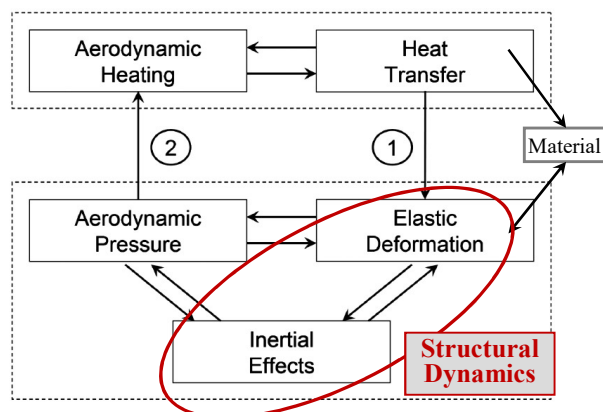 Aerodynamic
Heating
Heat
Transfer
2
1
Material
Aerodynamic
Pressure
Elastic
Deformation
Inertial
Effects
Structural
Dynamics